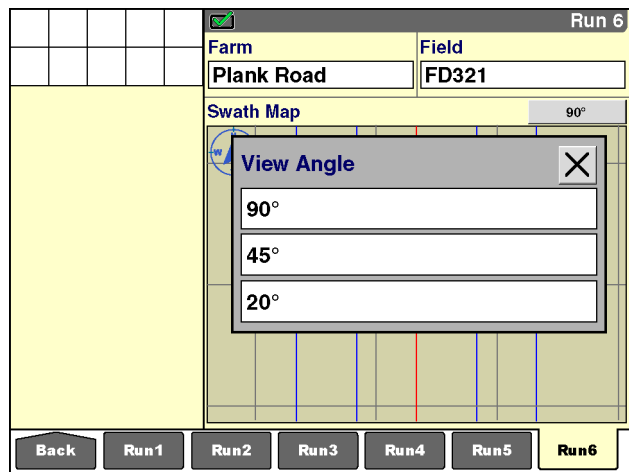 Run 6
Farm
Field
Plank Road
FD321
Swath Map
90°
W
View Angle
90°
45°
20°
Back
Run1
Run2
Run3
Run4
Run5
Run6